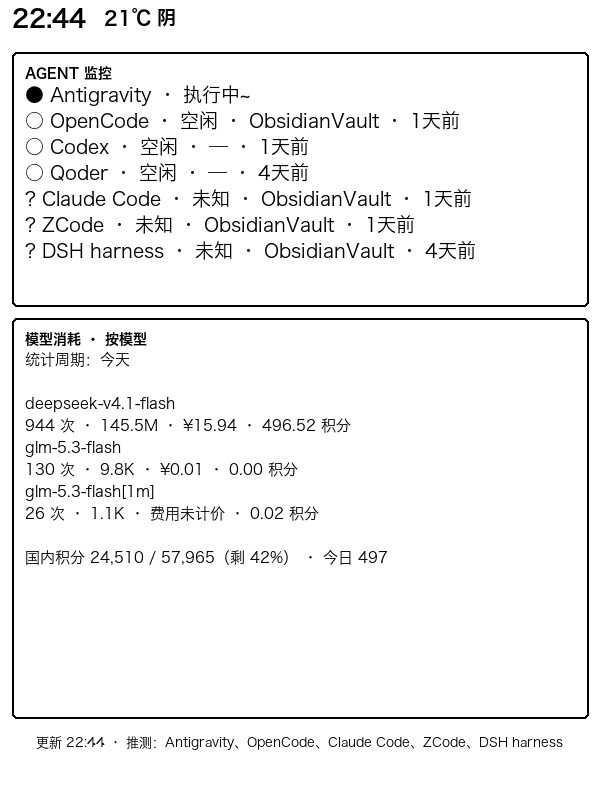 22:44 21℃ 阴
AGENT 监控
● Antigravity · 执行中~
○ OpenCode · 空闲 · ObsidianVault · 1天前
○ Codex · 空闲 · — · 1天前
○ Qoder · 空闲 · — · 4天前
? Claude Code · 未知 · ObsidianVault · 1天前
? ZCode · 未知 · ObsidianVault · 1天前
? DSH harness · 未知 · ObsidianVault · 4天前
模型消耗 · 按模型
统计周期：今天
deepseek-v4.1-flash
944 次 · 145.5M · ¥15.94 · 496.52 积分
glm-5.3-flash
130 次 · 9.8K · ¥0.01 · 0.00 积分
glm-5.3-flash[1m]
26 次 · 1.1K · 费用未计价 · 0.02 积分
国内积分 24,510 / 57,965（剩 42%） · 今日 497
更新 22:44 · 推测：Antigravity、OpenCode、Claude Code、ZCode、DSH harness